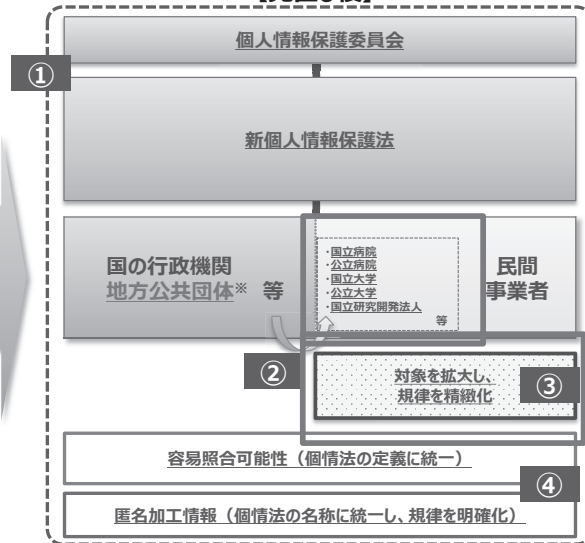 【見直し後】
個人情報保護委員会
①
新個人情報保護法
国の行政機関
地方公共団体※ 等
・国立病院
・公立病院
・国立大学
・公立大学
・国立研究開発法人
等
民間
事業者
②
対象を拡大し、
規律を精緻化
③
容易照合可能性（個情法の定義に統一）
④
匿名加工情報（個情法の名称に統一し、規律を明確化）